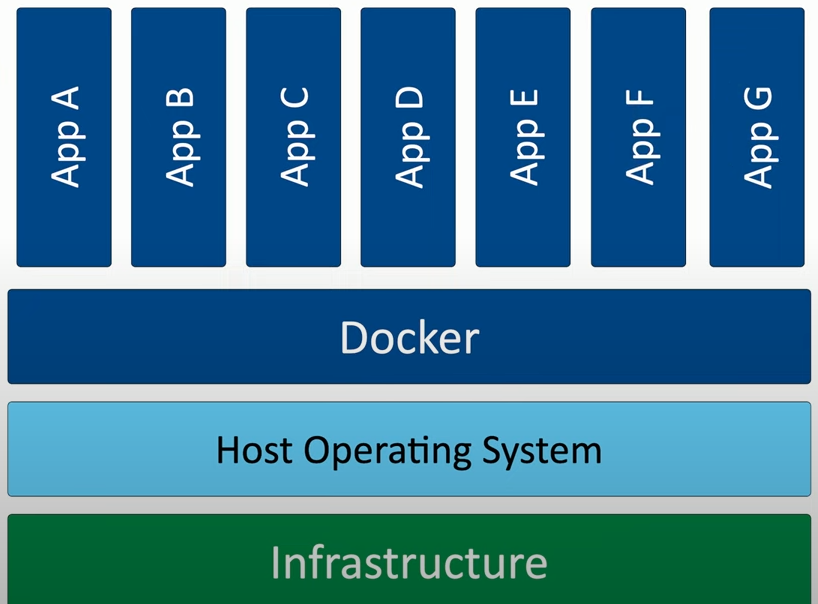 App A
App B
App C
App D
App E
App F
App G
Docker
Host Operating System
Infrastructure